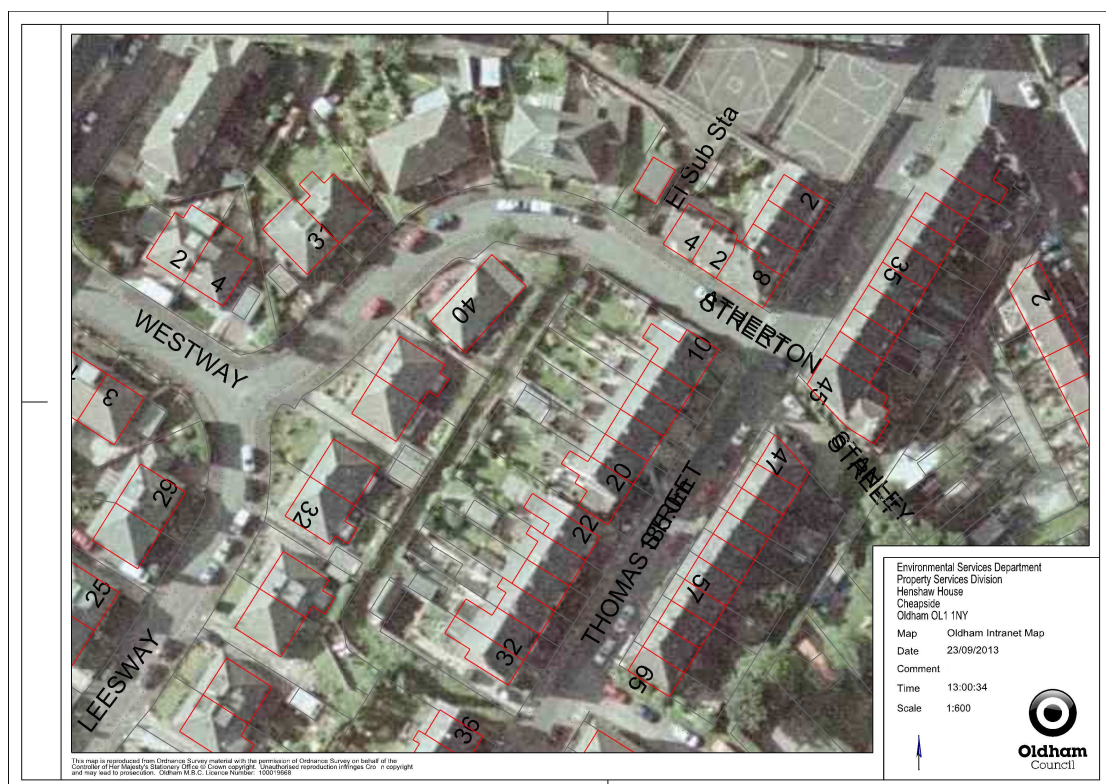 El Sub Sta
2
4
2
8
31
2
4
35
2
40
ATHERTON
STREET
WESTWAY
10
45
3
STANLEY
STREET
47
29
20
32
22
THOMAS STREET
57
25
32
65
LEESWAY
36
Environmental Services Department
Property Services Division
Henshaw House
Cheapside
Oldham OL1 1NY
Map Oldham Intranet Map
Date 23/09/2013
Comment
Time 13:00:34
Scale 1:600
Oldham
Council
This map is reproduced from Ordnance Survey material with the permission of Ordnance Survey on behalf of the
Controller of Her Majesty's Stationery Office © Crown copyright. Unauthorised reproduction infringes Cro n copyright
and may lead to prosecution. Oldham M.B.C. Licence Number: 100019668